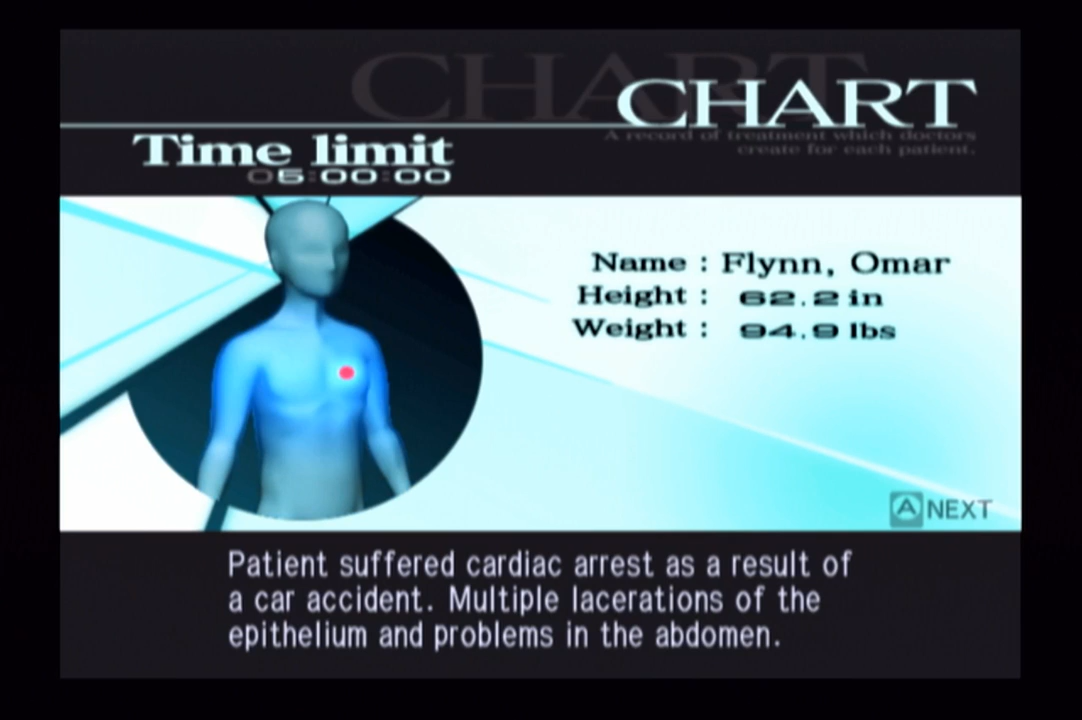 CHART
CHART
A record of treatment which doctors
create for each patient.
Time limit
05:00:00
Name : Flynn, Omar
Height : 62.2 in
Weight : 94.9 lbs
A NEXT
Patient suffered cardiac arrest as a result of
a car accident. Multiple lacerations of the
epithelium and problems in the abdomen.